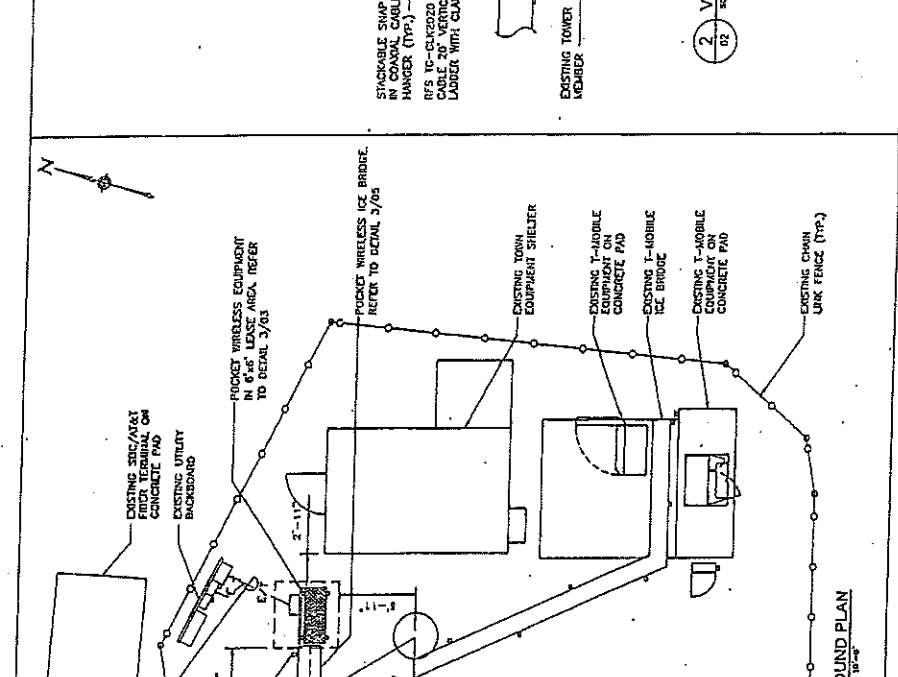 STACKABLE SNAP
IN COAXIAL CABLE
HANGER (TYP.)
RFS TC-CLK2020
CABLE 20' VERTIC
LADDER WITH CLAM
EXISTING TOWER
MEMBER
2
02
V
N
EXISTING SBC/AT&T
FIBER TERMINAL ON
CONCRETE PAD
EXISTING UTILITY
BACKBOARD
POCKET WIRELESS EQUIPMENT
IN 6'x6' LEASE AREA. REFER
TO DETAIL 3/03
POCKET WIRELESS ICE BRIDGE.
REFER TO DETAIL 3/05
EXISTING TOWN
EQUIPMENT SHELTER
EXISTING T-MOBILE
EQUIPMENT ON
CONCRETE PAD
EXISTING T-MOBILE
ICE BRIDGE
EXISTING T-MOBILE
EQUIPMENT ON
CONCRETE PAD
EXISTING CHAIN
LINK FENCE (TYP.)
2'-11"
OUND PLAN